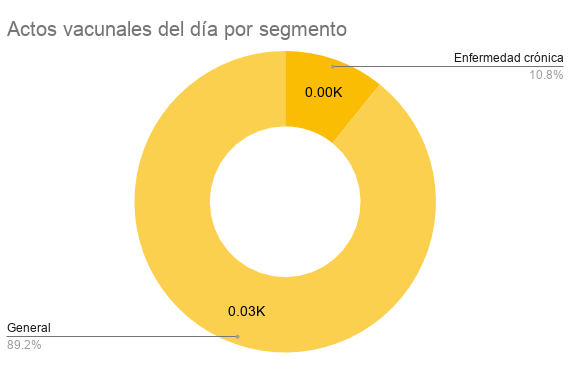 Actos vacunales del día por segmento
Enfermedad crónica
10.8%
0.00K
0.03K
General
89.2%